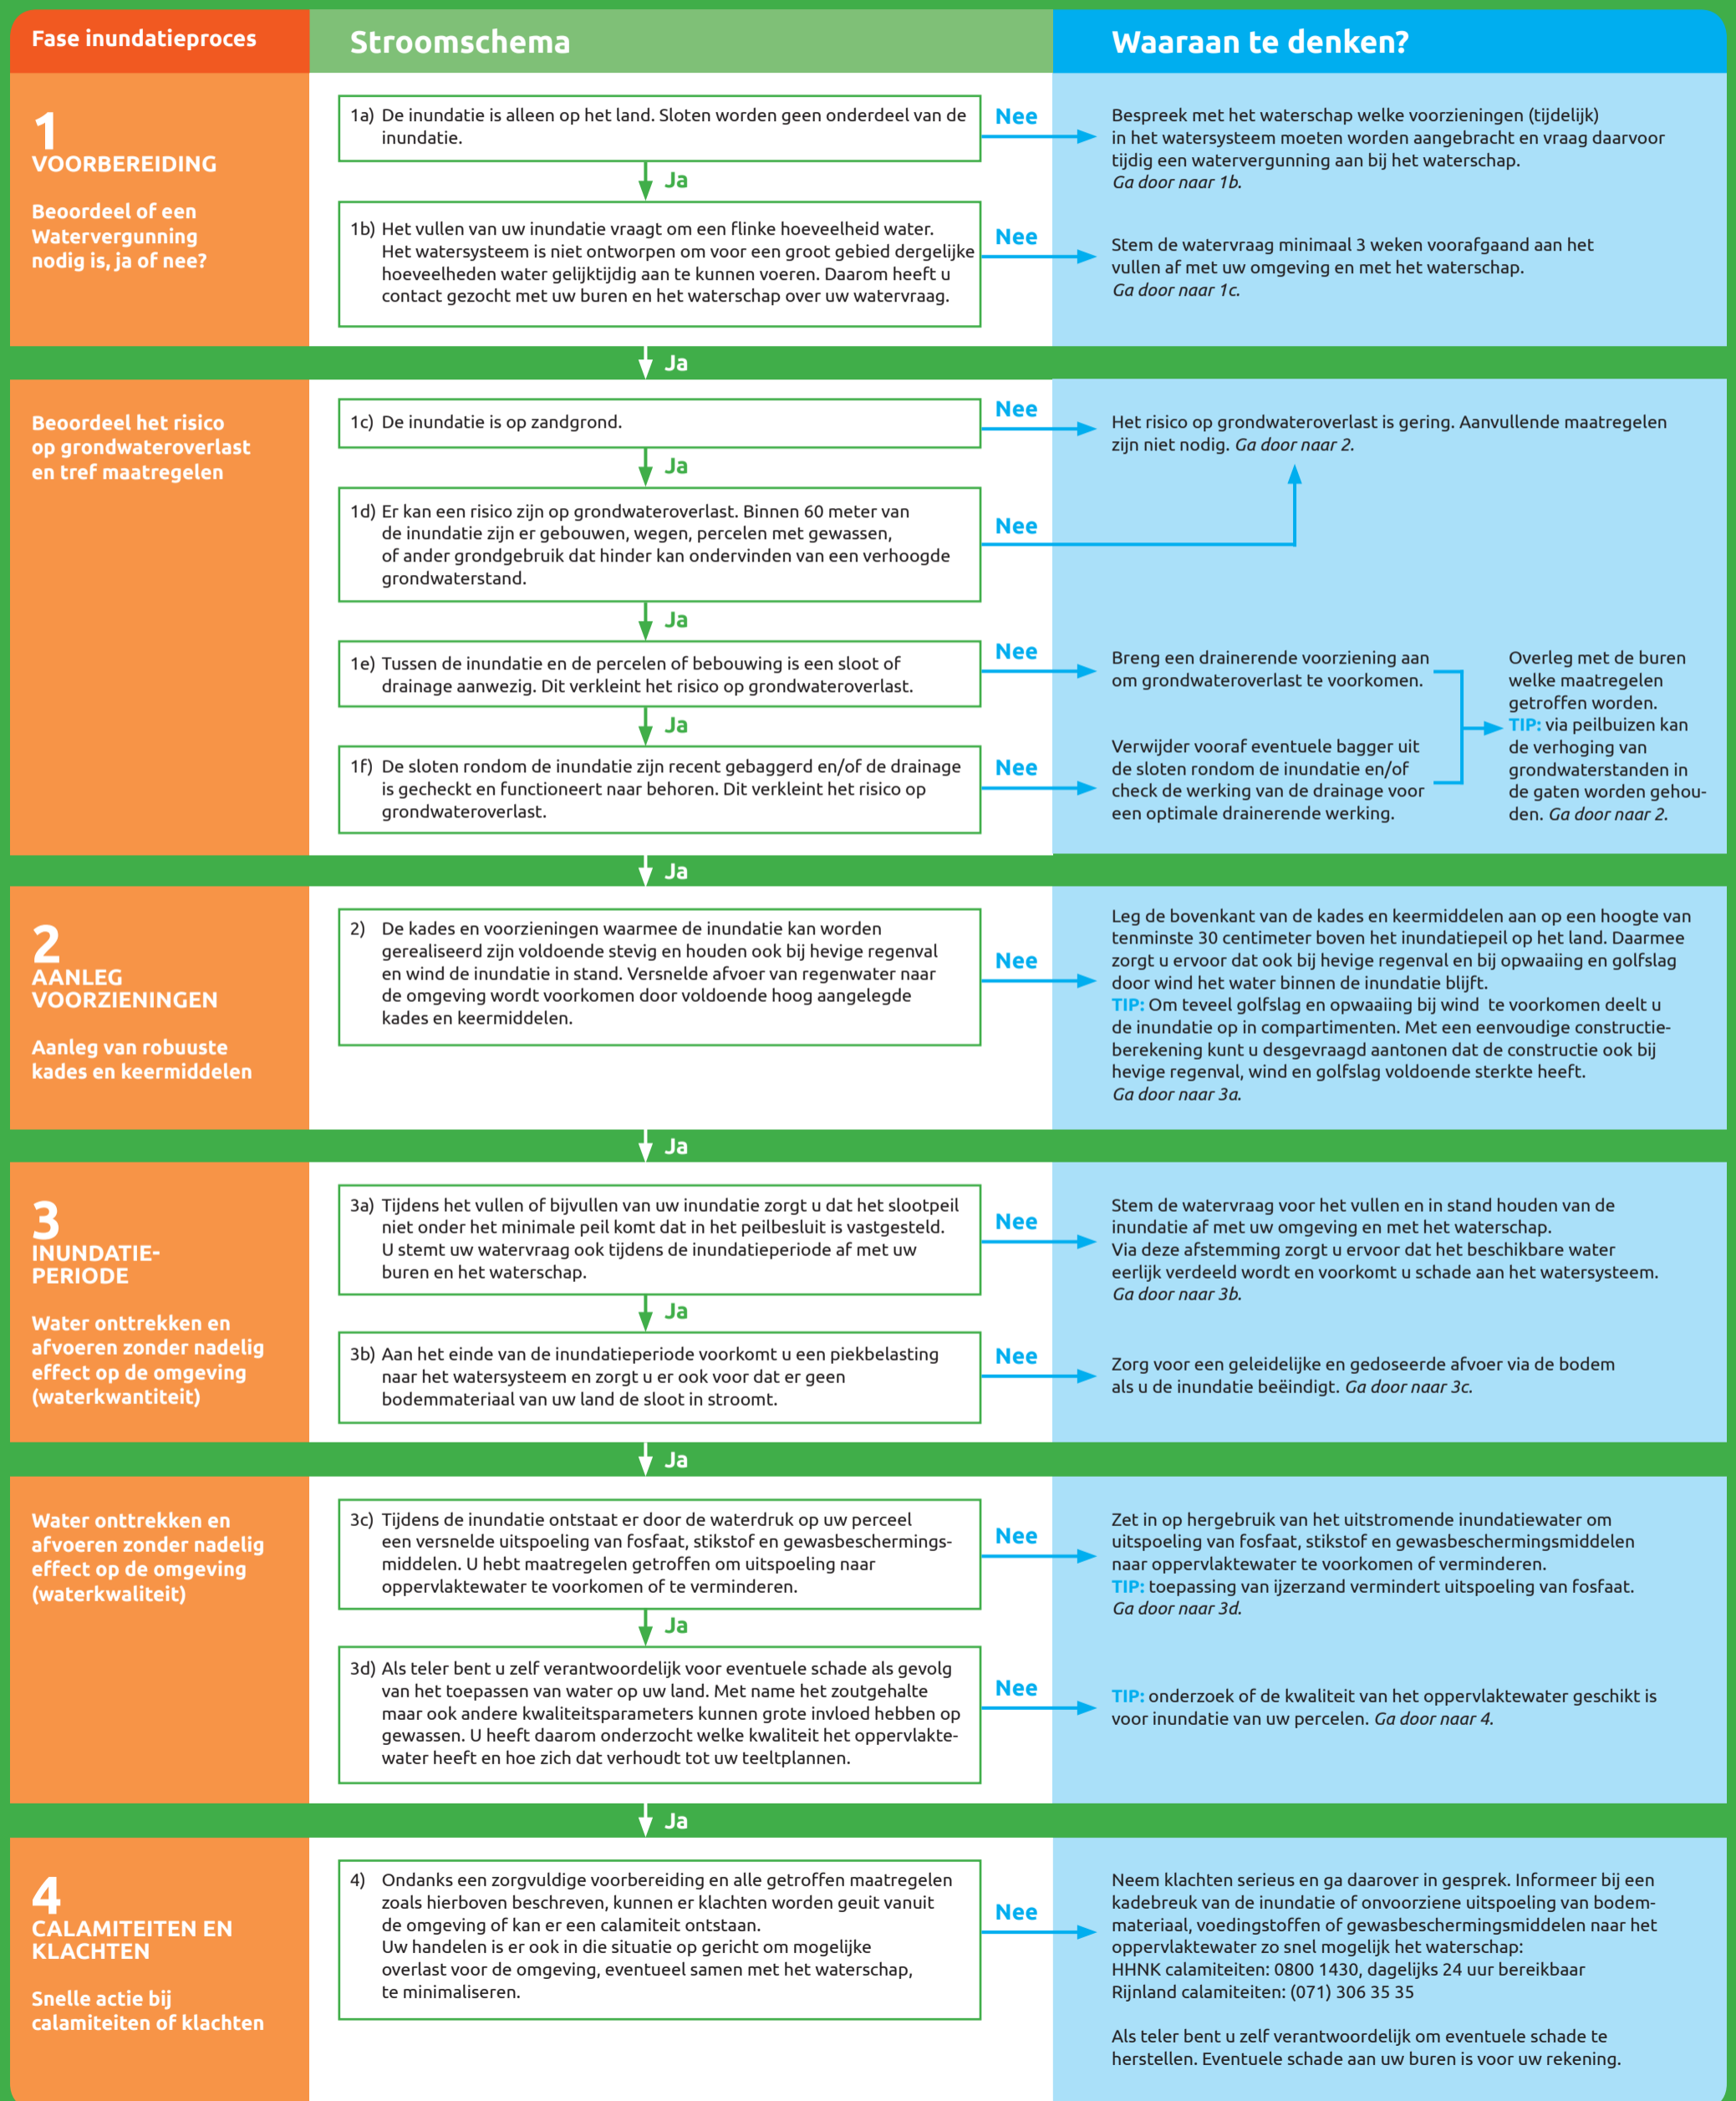 Fase inundatieproces
Stroomschema
Waaraan te denken?
1
VOORBEREIDING
Beoordeel of een
Watervergunning
nodig is, ja of nee?
1a) De inundatie is alleen op het land. Sloten worden geen onderdeel van de
inundatie.
Nee
Bespreek met het waterschap welke voorzieningen (tijdelijk)
in het watersysteem moeten worden aangebracht en vraag daarvoor
tijdig een watervergunning aan bij het waterschap.
Ga door naar 1b.
Ja
1b) Het vullen van uw inundatie vraagt om een flinke hoeveelheid water.
Het watersysteem is niet ontworpen om voor een groot gebied dergelijke
hoeveelheden water gelijktijdig aan te kunnen voeren. Daarom heeft u
contact gezocht met uw buren en het waterschap over uw watervraag.
Nee
Stem de watervraag minimaal 3 weken voorafgaand aan het
vullen af met uw omgeving en met het waterschap.
Ga door naar 1c.
Ja
Beoordeel het risico
op grondwateroverlast
en tref maatregelen
1c) De inundatie is op zandgrond.
Nee
Het risico op grondwateroverlast is gering. Aanvullende maatregelen
zijn niet nodig. Ga door naar 2.
Ja
1d) Er kan een risico zijn op grondwateroverlast. Binnen 60 meter van
de inundatie zijn er gebouwen, wegen, percelen met gewassen,
of ander grondgebruik dat hinder kan ondervinden van een verhoogde
grondwaterstand.
Nee
Ja
1e) Tussen de inundatie en de percelen of bebouwing is een sloot of
drainage aanwezig. Dit verkleint het risico op grondwateroverlast.
Nee
Breng een drainerende voorziening aan
om grondwateroverlast te voorkomen.
Ja
1f) De sloten rondom de inundatie zijn recent gebaggerd en/of de drainage
is gecheckt en functioneert naar behoren. Dit verkleint het risico op
grondwateroverlast.
Nee
Verwijder vooraf eventuele bagger uit
de sloten rondom de inundatie en/of
check de werking van de drainage voor
een optimale drainerende werking.
Overleg met de buren
welke maatregelen
getroffen worden.
TIP: via peilbuizen kan
de verhoging van
grondwaterstanden in
de gaten worden gehou-
den. Ga door naar 2.
Ja
2
AANLEG
VOORZIENINGEN
Aanleg van robuuste
kades en keermiddelen
2) De kades en voorzieningen waarmee de inundatie kan worden
gerealiseerd zijn voldoende stevig en houden ook bij hevige regenval
en wind de inundatie in stand. Versnelde afvoer van regenwater naar
de omgeving wordt voorkomen door voldoende hoog aangelegde
kades en keermiddelen.
Nee
Leg de bovenkant van de kades en keermiddelen aan op een hoogte van
tenminste 30 centimeter boven het inundatiepeil op het land. Daarmee
zorgt u ervoor dat ook bij hevige regenval en bij opwaaiing en golfslag
door wind het water binnen de inundatie blijft.
TIP: Om teveel golfslag en opwaaiing bij wind te voorkomen deelt u
de inundatie op in compartimenten. Met een eenvoudige constructie-
berekening kunt u desgevraagd aantonen dat de constructie ook bij
hevige regenval, wind en golfslag voldoende sterkte heeft.
Ga door naar 3a.
Ja
3
INUNDATIE-
PERIODE
Water onttrekken en
afvoeren zonder nadelig
effect op de omgeving
(waterkwantiteit)
3a) Tijdens het vullen of bijvullen van uw inundatie zorgt u dat het slootpeil
niet onder het minimale peil komt dat in het peilbesluit is vastgesteld.
U stemt uw watervraag ook tijdens de inundatieperiode af met uw
buren en het waterschap.
Nee
Stem de watervraag voor het vullen en in stand houden van de
inundatie af met uw omgeving en met het waterschap.
Via deze afstemming zorgt u ervoor dat het beschikbare water
eerlijk verdeeld wordt en voorkomt u schade aan het watersysteem.
Ga door naar 3b.
Ja
3b) Aan het einde van de inundatieperiode voorkomt u een piekbelasting
naar het watersysteem en zorgt u er ook voor dat er geen
bodemmateriaal van uw land de sloot in stroomt.
Nee
Zorg voor een geleidelijke en gedoseerde afvoer via de bodem
als u de inundatie beëindigt. Ga door naar 3c.
Ja
Water onttrekken en
afvoeren zonder nadelig
effect op de omgeving
(waterkwaliteit)
3c) Tijdens de inundatie ontstaat er door de waterdruk op uw perceel
een versnelde uitspoeling van fosfaat, stikstof en gewasbeschermings-
middelen. U hebt maatregelen getroffen om uitspoeling naar
oppervlaktewater te voorkomen of te verminderen.
Nee
Zet in op hergebruik van het uitstromende inundatiewater om
uitspoeling van fosfaat, stikstof en gewasbeschermingsmiddelen
naar oppervlaktewater te voorkomen of verminderen.
TIP: toepassing van ijzerzand vermindert uitspoeling van fosfaat.
Ga door naar 3d.
Ja
3d) Als teler bent u zelf verantwoordelijk voor eventuele schade als gevolg
van het toepassen van water op uw land. Met name het zoutgehalte
maar ook andere kwaliteitsparameters kunnen grote invloed hebben op
gewassen. U heeft daarom onderzocht welke kwaliteit het oppervlakte-
water heeft en hoe zich dat verhoudt tot uw teeltplannen.
Nee
TIP: onderzoek of de kwaliteit van het oppervlaktewater geschikt is
voor inundatie van uw percelen. Ga door naar 4.
Ja
4
CALAMITEITEN EN
KLACHTEN
Snelle actie bij
calamiteiten of klachten
4) Ondanks een zorgvuldige voorbereiding en alle getroffen maatregelen
zoals hierboven beschreven, kunnen er klachten worden geuit vanuit
de omgeving of kan er een calamiteit ontstaan.
Uw handelen is er ook in die situatie op gericht om mogelijke
overlast voor de omgeving, eventueel samen met het waterschap,
te minimaliseren.
Nee
Neem klachten serieus en ga daarover in gesprek. Informeer bij een
kadebreuk van de inundatie of onvoorziene uitspoeling van bodem-
materiaal, voedingstoffen of gewasbeschermingsmiddelen naar het
oppervlaktewater zo snel mogelijk het waterschap:
HHNK calamiteiten: 0800 1430, dagelijks 24 uur bereikbaar
Rijnland calamiteiten: (071) 306 35 35
Als teler bent u zelf verantwoordelijk om eventuele schade te
herstellen. Eventuele schade aan uw buren is voor uw rekening.